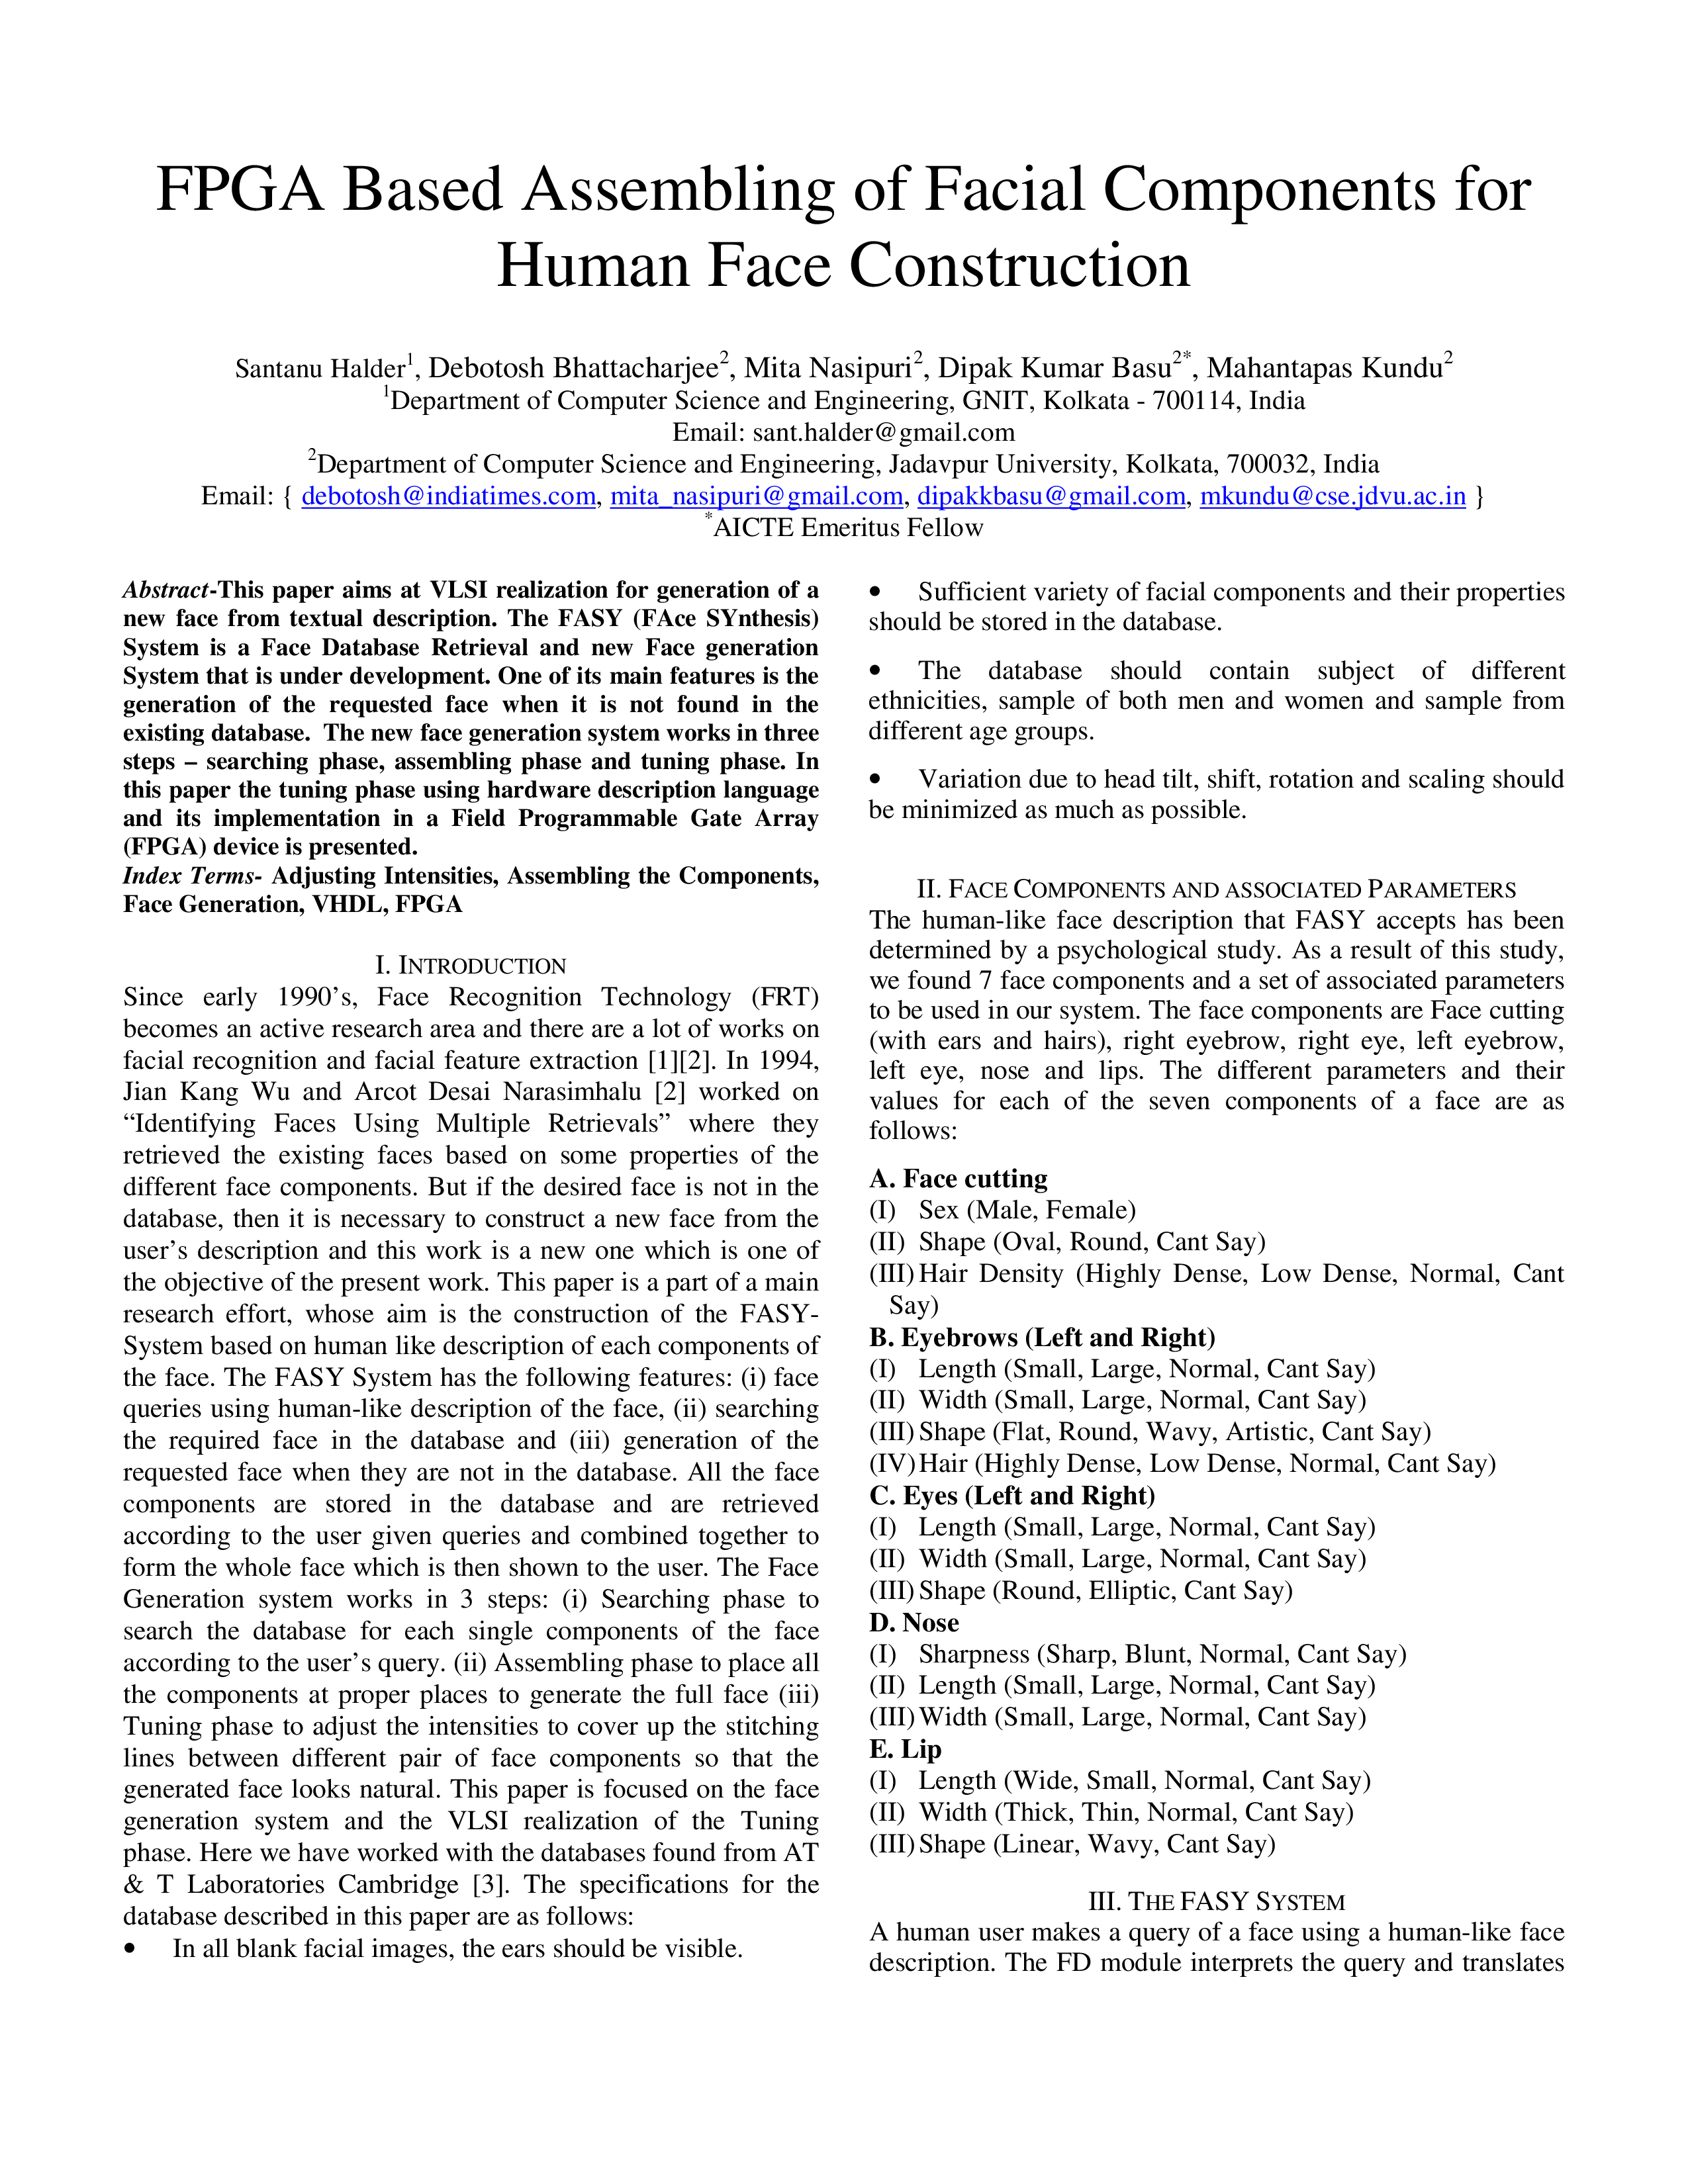 FPGA Based Assembling of Facial Components for
Human Face Construction
Santanu Halder1, Debotosh Bhattacharjee2, Mita Nasipuri2, Dipak Kumar Basu2*, Mahantapas Kundu2
1Department of Computer Science and Engineering, GNIT, Kolkata - 700114, India
Email: sant.halder@gmail.com
2Department of Computer Science and Engineering, Jadavpur University, Kolkata, 700032, India
Email: { debotosh@indiatimes.com, mita_nasipuri@gmail.com, dipakkbasu@gmail.com, mkundu@cse.jdvu.ac.in }
*AICTE Emeritus Fellow
Abstract-This paper aims at VLSI realization for generation of a
new face from textual description. The FASY (FAce SYnthesis)
System is a Face Database Retrieval and new Face generation
System that is under development. One of its main features is the
generation of the requested face when it is not found in the
existing database. The new face generation system works in three
steps – searching phase, assembling phase and tuning phase. In
this paper the tuning phase using hardware description language
and its implementation in a Field Programmable Gate Array
(FPGA) device is presented.
Index Terms- Adjusting Intensities, Assembling the Components,
Face Generation, VHDL, FPGA
I. INTRODUCTION
Since early 1990's, Face Recognition Technology (FRT)
becomes an active research area and there are a lot of works on
facial recognition and facial feature extraction [1][2]. In 1994,
Jian Kang Wu and Arcot Desai Narasimhalu [2] worked on
“Identifying Faces Using Multiple Retrievals” where they
retrieved the existing faces based on some properties of the
different face components. But if the desired face is not in the
database, then it is necessary to construct a new face from the
user's description and this work is a new one which is one of
the objective of the present work. This paper is a part of a main
research effort, whose aim is the construction of the FASY-
System based on human like description of each components of
the face. The FASY System has the following features: (i) face
queries using human-like description of the face, (ii) searching
the required face in the database and (iii) generation of the
requested face when they are not in the database. All the face
components are stored in the database and are retrieved
according to the user given queries and combined together to
form the whole face which is then shown to the user. The Face
Generation system works in 3 steps: (i) Searching phase to
search the database for each single components of the face
according to the user's query. (ii) Assembling phase to place all
the components at proper places to generate the full face (iii)
Tuning phase to adjust the intensities to cover up the stitching
lines between different pair of face components so that the
generated face looks natural. This paper is focused on the face
generation system and the VLSI realization of the Tuning
phase. Here we have worked with the databases found from AT
& T Laboratories Cambridge [3]. The specifications for the
database described in this paper are as follows:
• In all blank facial images, the ears should be visible.
• Sufficient variety of facial components and their properties
should be stored in the database.
• The database should contain subject of different
ethnicities, sample of both men and women and sample from
different age groups.
• Variation due to head tilt, shift, rotation and scaling should
be minimized as much as possible.
II. FACE COMPONENTS AND ASSOCIATED PARAMETERS
The human-like face description that FASY accepts has been
determined by a psychological study. As a result of this study,
we found 7 face components and a set of associated parameters
to be used in our system. The face components are Face cutting
(with ears and hairs), right eyebrow, right eye, left eyebrow,
left eye, nose and lips. The different parameters and their
values for each of the seven components of a face are as
follows:
A. Face cutting
(I) Sex (Male, Female)
(II) Shape (Oval, Round, Cant Say)
(III) Hair Density (Highly Dense, Low Dense, Normal, Cant
Say)
B. Eyebrows (Left and Right)
(I) Length (Small, Large, Normal, Cant Say)
(II) Width (Small, Large, Normal, Cant Say)
(III) Shape (Flat, Round, Wavy, Artistic, Cant Say)
(IV) Hair (Highly Dense, Low Dense, Normal, Cant Say)
C. Eyes (Left and Right)
(I) Length (Small, Large, Normal, Cant Say)
(II) Width (Small, Large, Normal, Cant Say)
(III) Shape (Round, Elliptic, Cant Say)
D. Nose
(I) Sharpness (Sharp, Blunt, Normal, Cant Say)
(II) Length (Small, Large, Normal, Cant Say)
(III) Width (Small, Large, Normal, Cant Say)
E. Lip
(I) Length (Wide, Small, Normal, Cant Say)
(II) Width (Thick, Thin, Normal, Cant Say)
(III) Shape (Linear, Wavy, Cant Say)
III. THE FASY SYSTEM
A human user makes a query of a face using a human-like face
description. The FD module interprets the query and translates